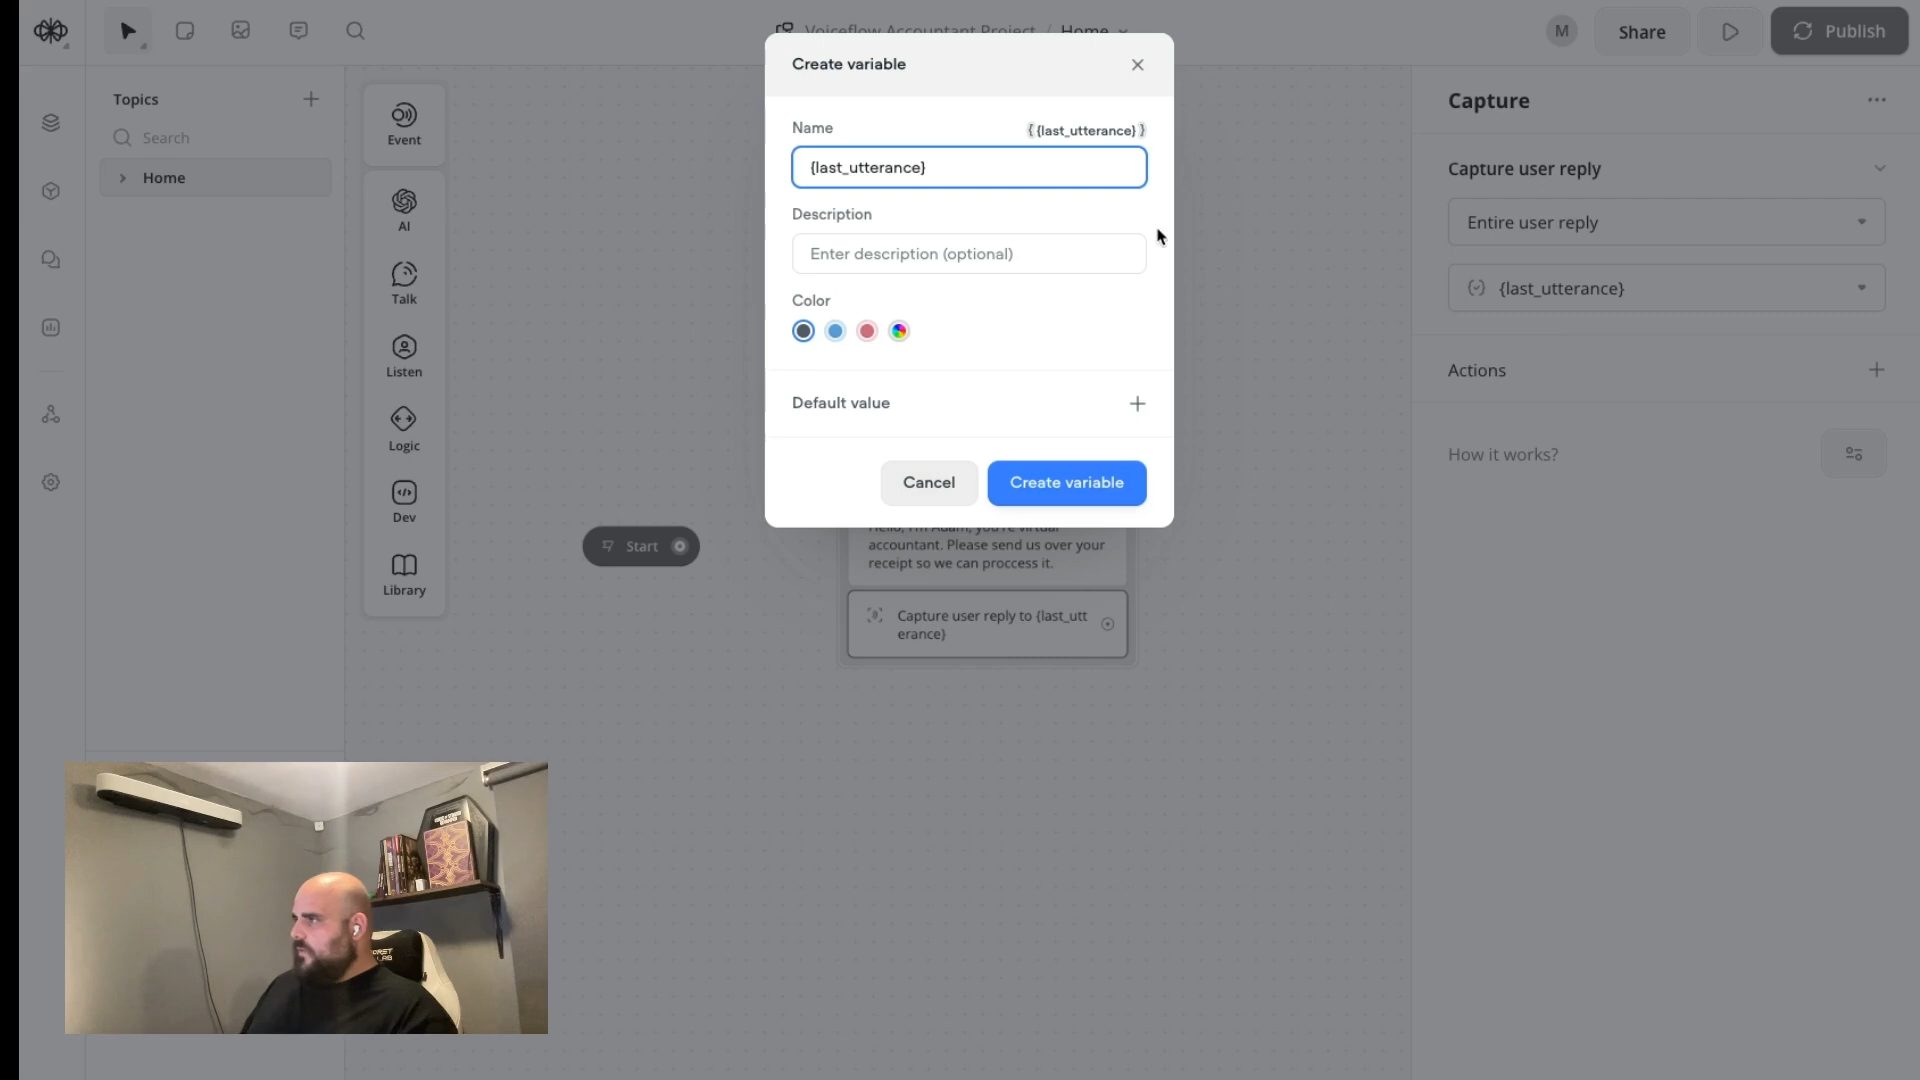 Voiceflow Accountant Project / Home
M
Share
Publish
Topics
Search
Home
Event
AI
Talk
Listen
Logic
Dev
Library
Start
Create variable
Name
{ {last_utterance} }
{last_utterance}
Description
Enter description (optional)
Color
Default value
Cancel
Create variable
accountant. Please send us over your
receipt so we can proccess it.
Capture user reply to {last_utt
erance}
Capture
Capture user reply
Entire user reply
{last_utterance}
Actions
How it works?